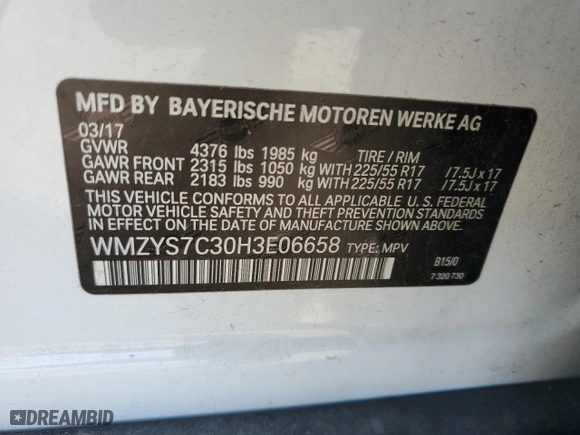 MFD BY BAYERISCHE MOTOREN WERKE AG
03/17
GVWR 4376 lbs 1985 kg TIRE / RIM
GAWR FRONT 2315 lbs 1050 kg WITH 225/55 R17 /7.5J x 17
GAWR REAR 2183 lbs 990 kg WITH 225/55 R17 /7.5J x 17
THIS VEHICLE CONFORMS TO ALL APPLICABLE U. S. FEDERAL
MOTOR VEHICLE SAFETY AND THEFT PREVENTION STANDARDS
IN EFFECT ON THE DATE OF MANUFACTURE SHOWN ABOVE.
WMZYS7C30H3E06658 TYPE: MPV
B15/0
7 320 730
DREAMBID